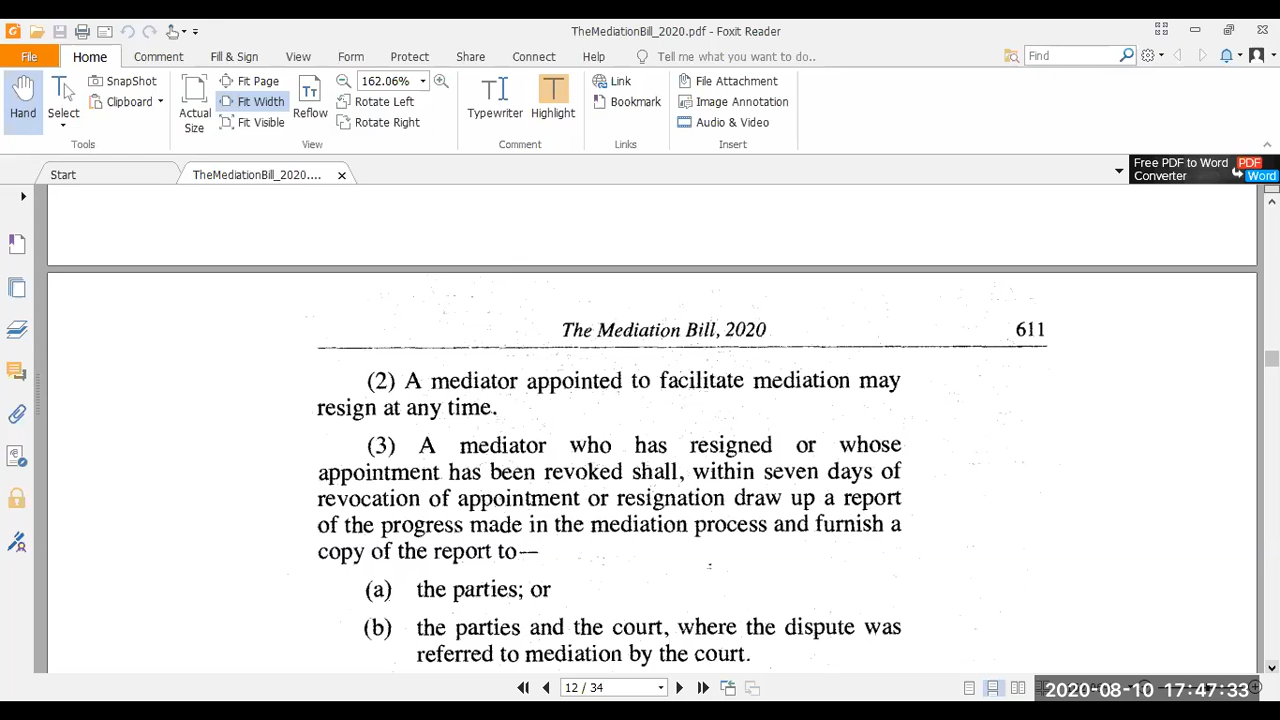 TheMediationBill_2020.pdf - Foxit Reader
File Home Comment Fill & Sign View Form Protect Share Connect Help Tell me what you want to do.. Find
Hand
Select
SnapShot
Clipboard
Tools
Actual Size
Fit Page
Fit Width
Fit Visible
Reflow
162.06%
Rotate Left
Rotate Right
View
Typewriter
Highlight
Comment
Link
Bookmark
Links
File Attachment
Image Annotation
Audio & Video
Insert
Start TheMediationBill_2020....
Free PDF to Word PDF
Converter Word
The Mediation Bill, 2020 611
(2) A mediator appointed to facilitate mediation may
resign at any time.
(3) A mediator who has resigned or whose
appointment has been revoked shall, within seven days of
revocation of appointment or resignation draw up a report
of the progress made in the mediation process and furnish a
copy of the report to—
(a) the parties; or
(b) the parties and the court, where the dispute was
referred to mediation by the court.
12 / 34
2020-08-10 17:47:33